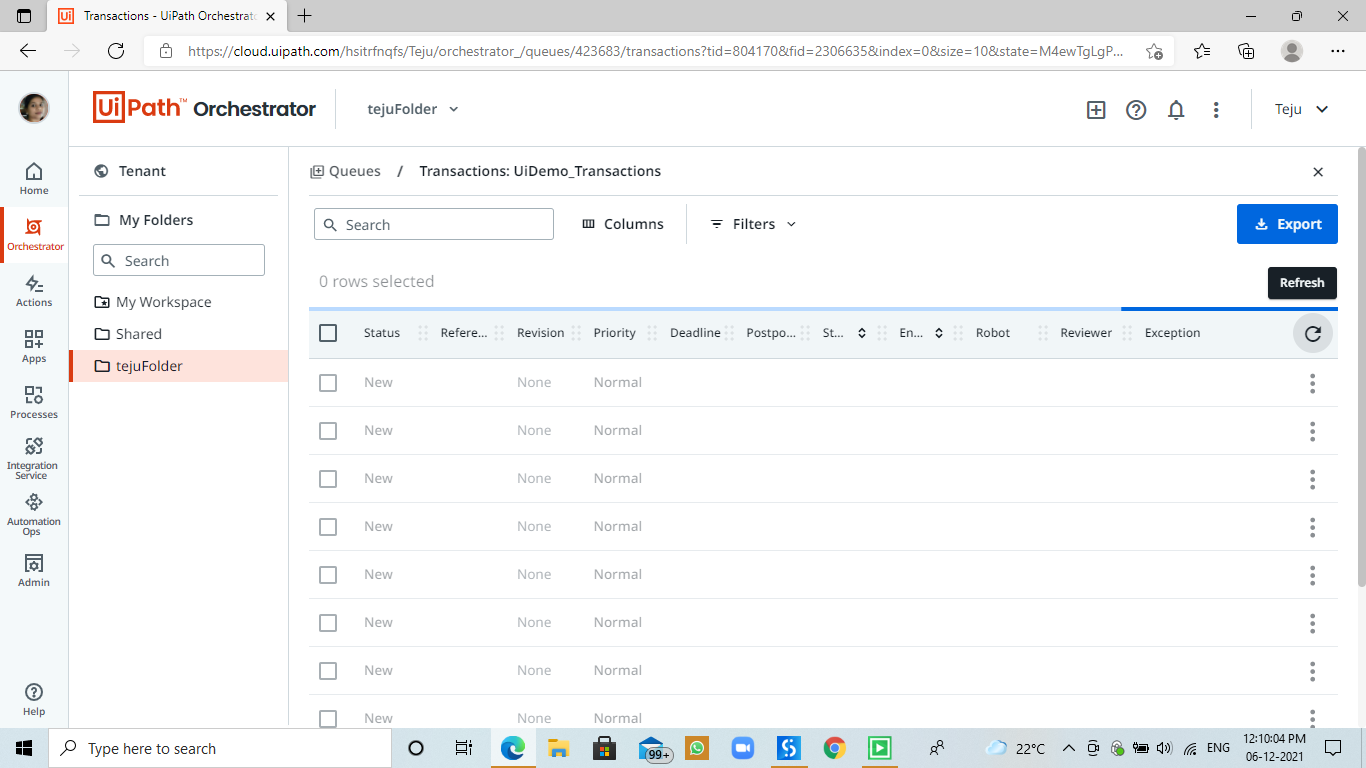 Transactions - UiPath Orchestrat
https://cloud.uipath.com/hsitrfnqfs/Teju/orchestrator_/queues/423683/transactions?tid=804170&fid=2306635&index=0&size=10&state=M4ewTgLgP...
UiPath™ Orchestrator
tejuFolder
Teju
Home
Orchestrator
Actions
Apps
Processes
Integration
Service
Automation
Ops
Admin
Help
Tenant
My Folders
Search
My Workspace
Shared
tejuFolder
Queues / Transactions: UiDemo_Transactions
Search Columns Filters Export
0 rows selected Refresh
Status Refere... Revision Priority Deadline Postpo... St... En... Robot Reviewer Exception
New None Normal
New None Normal
New None Normal
New None Normal
New None Normal
New None Normal
New None Normal
New None Normal
Type here to search 99+ 22°C ENG 12:10:04 PM
06-12-2021